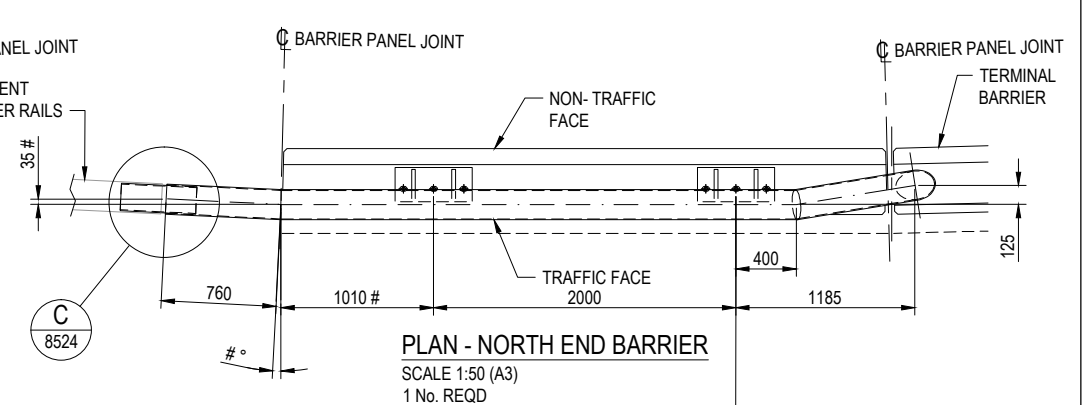 ANEL JOINT
℄ BARRIER PANEL JOINT
℄ BARRIER PANEL JOINT
ENT
ER RAILS
NON- TRAFFIC
FACE
TERMINAL
BARRIER
35 #
125
400
TRAFFIC FACE
760
1010 #
2000
1185
C
8524
# °
PLAN - NORTH END BARRIER
SCALE 1:50 (A3)
1 No. REQD